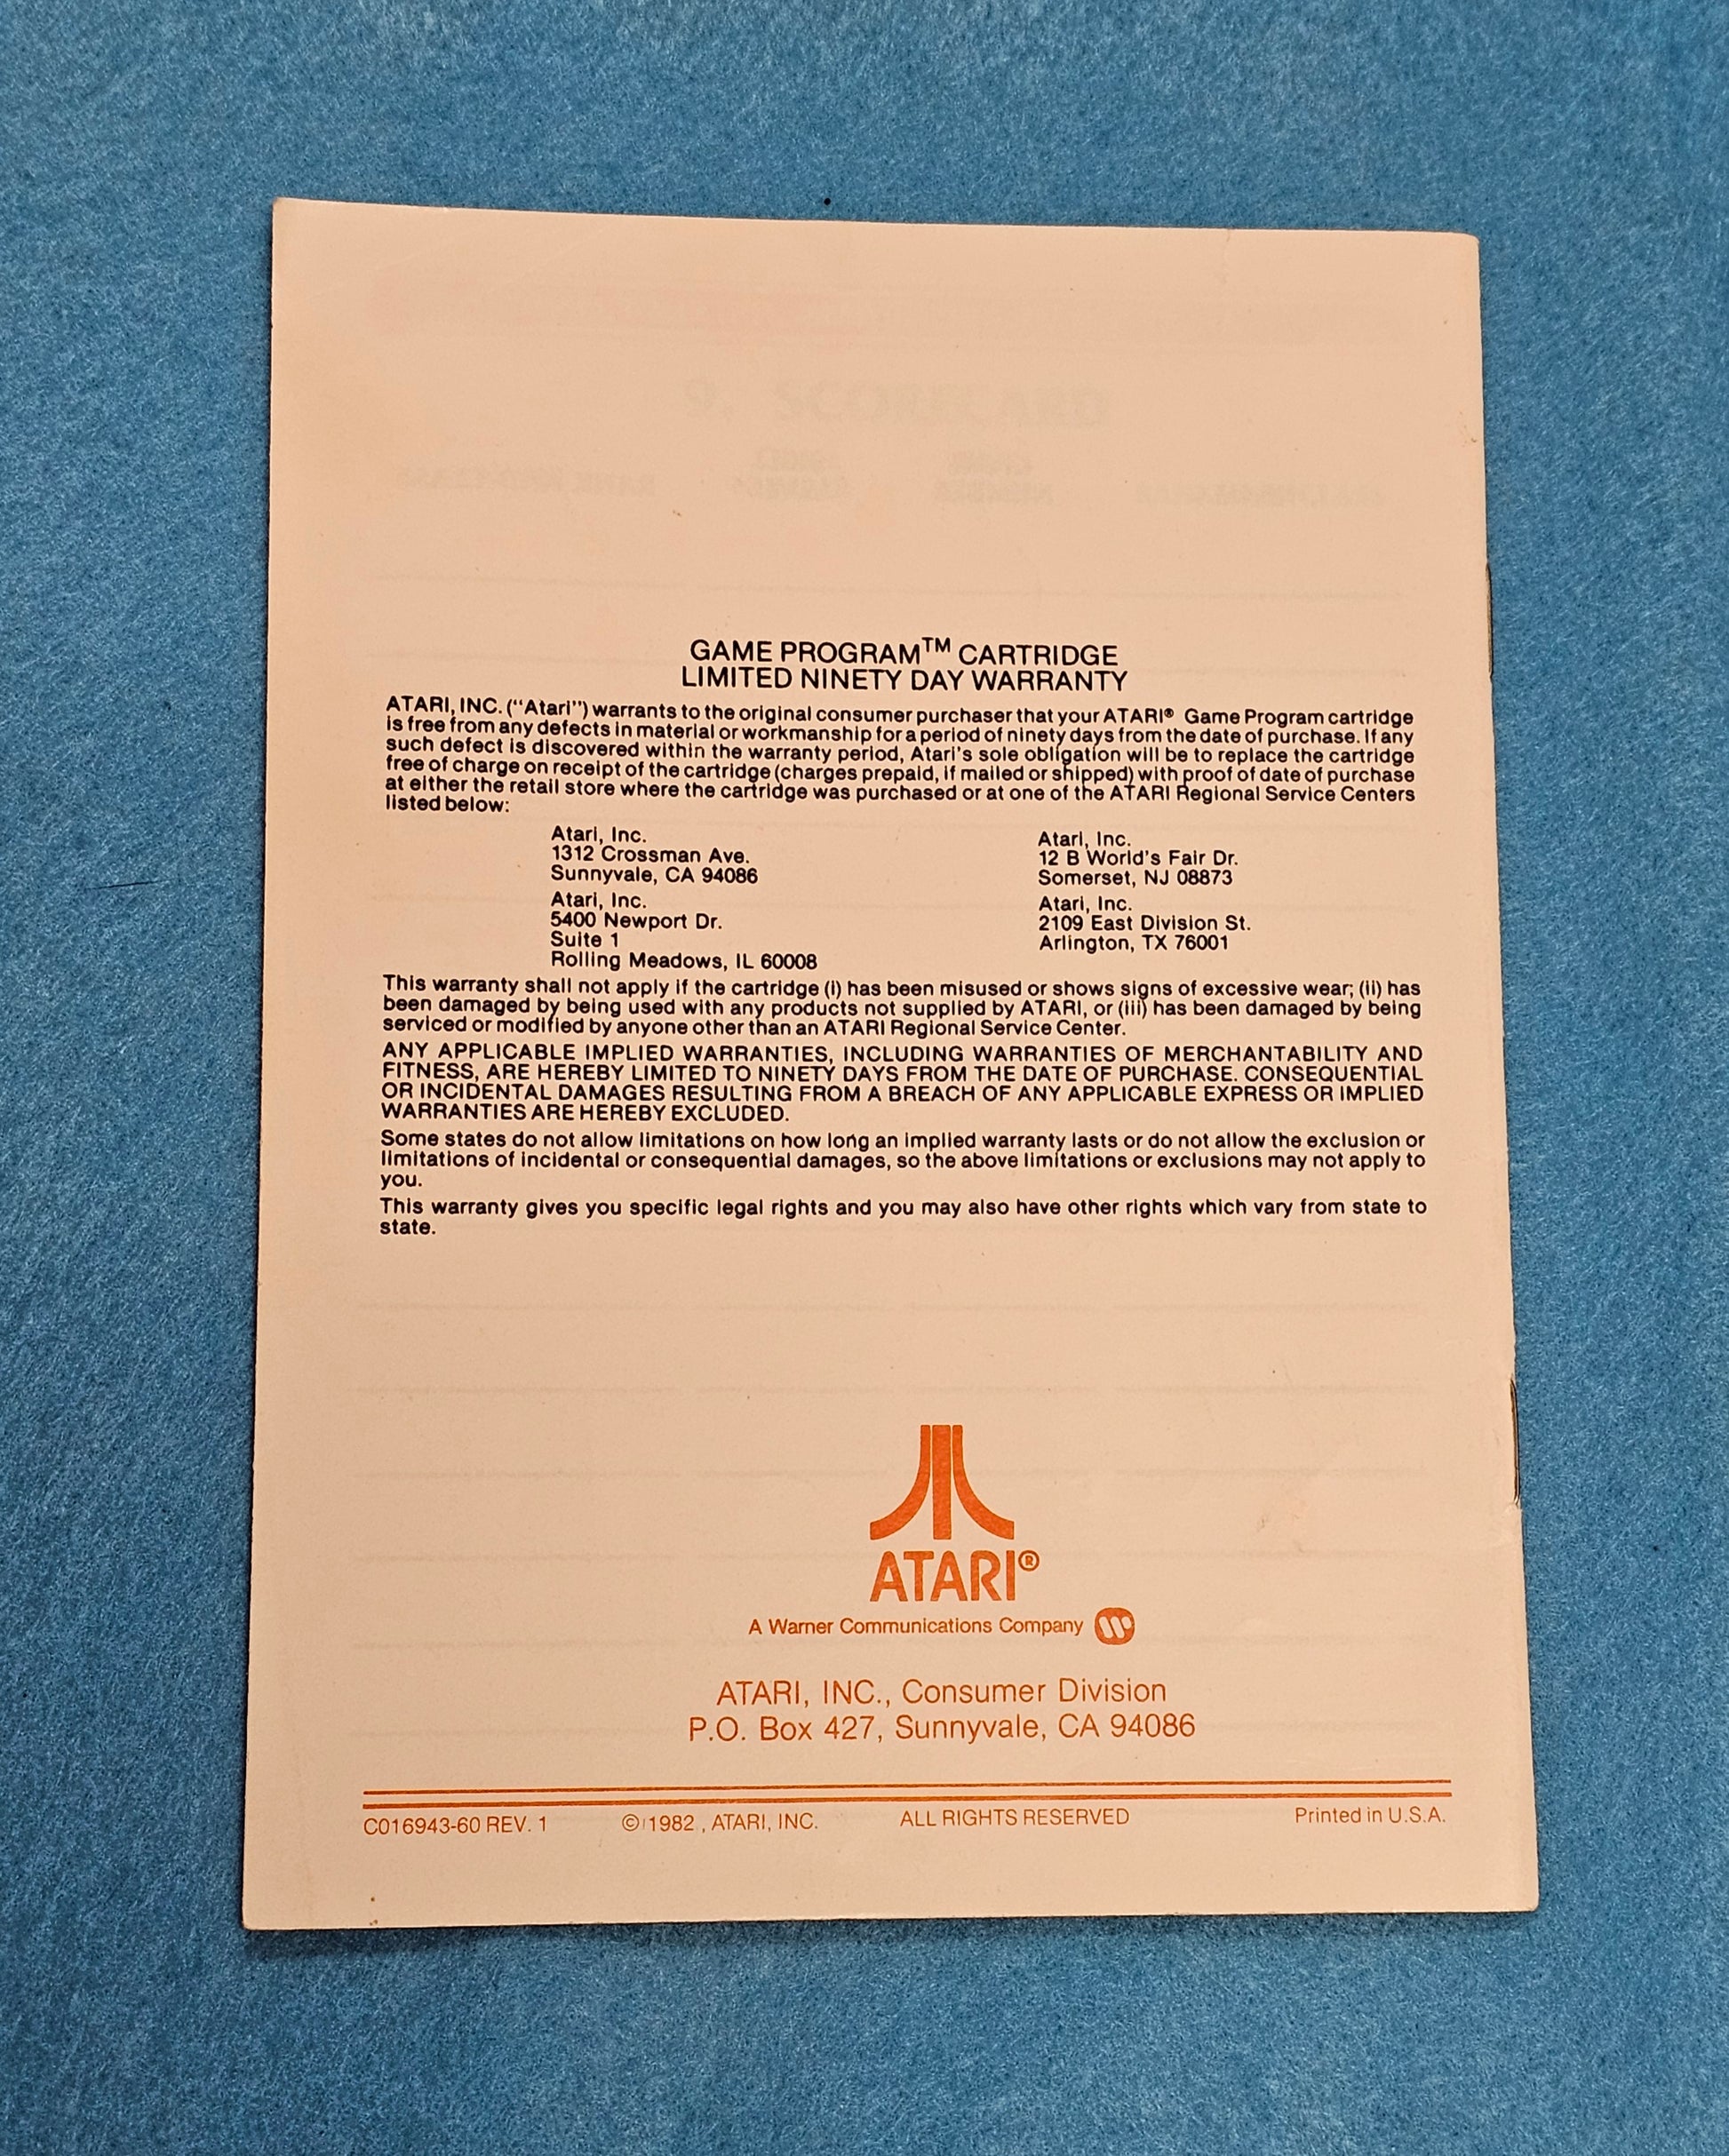 9. SCORECARD
GAME PROGRAM™ CARTRIDGE
LIMITED NINETY DAY WARRANTY
ATARI, INC. (“Atari”) warrants to the original consumer purchaser that your ATARI® Game Program cartridge
is free from any defects in material or workmanship for a period of ninety days from the date of purchase. If any
such defect is discovered within the warranty period, Atari's sole obligation will be to replace the cartridge
free of charge on receipt of the cartridge (charges prepaid, if mailed or shipped) with proof of date of purchase
at either the retail store where the cartridge was purchased or at one of the ATARI Regional Service Centers
listed below:
Atari, Inc.
1312 Crossman Ave.
Sunnyvale, CA 94086
Atari, Inc.
5400 Newport Dr.
Suite 1
Rolling Meadows, IL 60008
Atari, Inc.
12 B World's Fair Dr.
Somerset, NJ 08873
Atari, Inc.
2109 East Division St.
Arlington, TX 76001
This warranty shall not apply if the cartridge (i) has been misused or shows signs of excessive wear; (ii) has
been damaged by being used with any products not supplied by ATARI, or (iii) has been damaged by being
serviced or modified by anyone other than an ATARI Regional Service Center.
ANY APPLICABLE IMPLIED WARRANTIES, INCLUDING WARRANTIES OF MERCHANTABILITY AND
FITNESS, ARE HEREBY LIMITED TO NINETY DAYS FROM THE DATE OF PURCHASE. CONSEQUENTIAL
OR INCIDENTAL DAMAGES RESULTING FROM A BREACH OF ANY APPLICABLE EXPRESS OR IMPLIED
WARRANTIES ARE HEREBY EXCLUDED.
Some states do not allow limitations on how long an implied warranty lasts or do not allow the exclusion or
limitations of incidental or consequential damages, so the above limitations or exclusions may not apply to
you.
This warranty gives you specific legal rights and you may also have other rights which vary from state to
state.
ATARI®
A Warner Communications Company
ATARI, INC., Consumer Division
P.O. Box 427, Sunnyvale, CA 94086
C016943-60 REV. 1 © 1982, ATARI, INC. ALL RIGHTS RESERVED Printed in U.S.A.